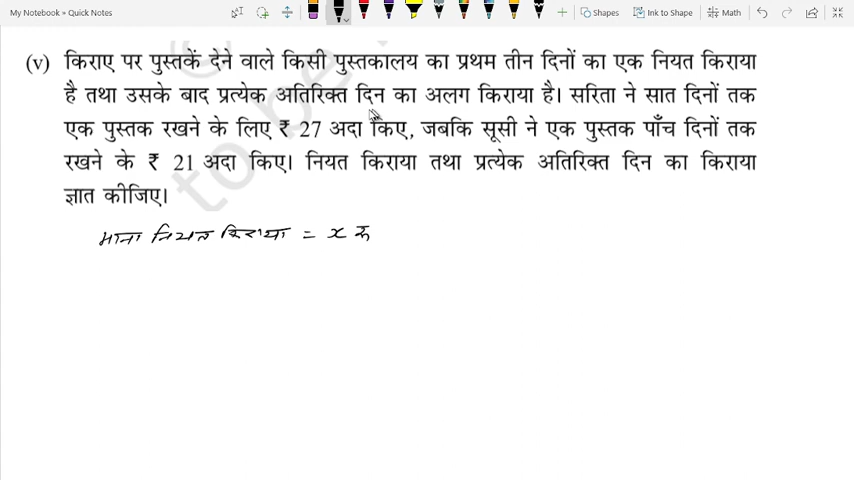 My Notebook » Quick Notes
Shapes
Ink to Shape
Math
(v) किराए पर पुस्तकें देने वाले किसी पुस्तकालय का प्रथम तीन दिनों का एक नियत किराया
है तथा उसके बाद प्रत्येक अतिरिक्त दिन का अलग किराया है। सरिता ने सात दिनों तक
एक पुस्तक रखने के लिए ₹ 27 अदा किए, जबकि सूसी ने एक पुस्तक पाँच दिनों तक
रखने के ₹ 21 अदा किए। नियत किराया तथा प्रत्येक अतिरिक्त दिन का किराया
ज्ञात कीजिए।
to be
माना नियत किराया = x रु